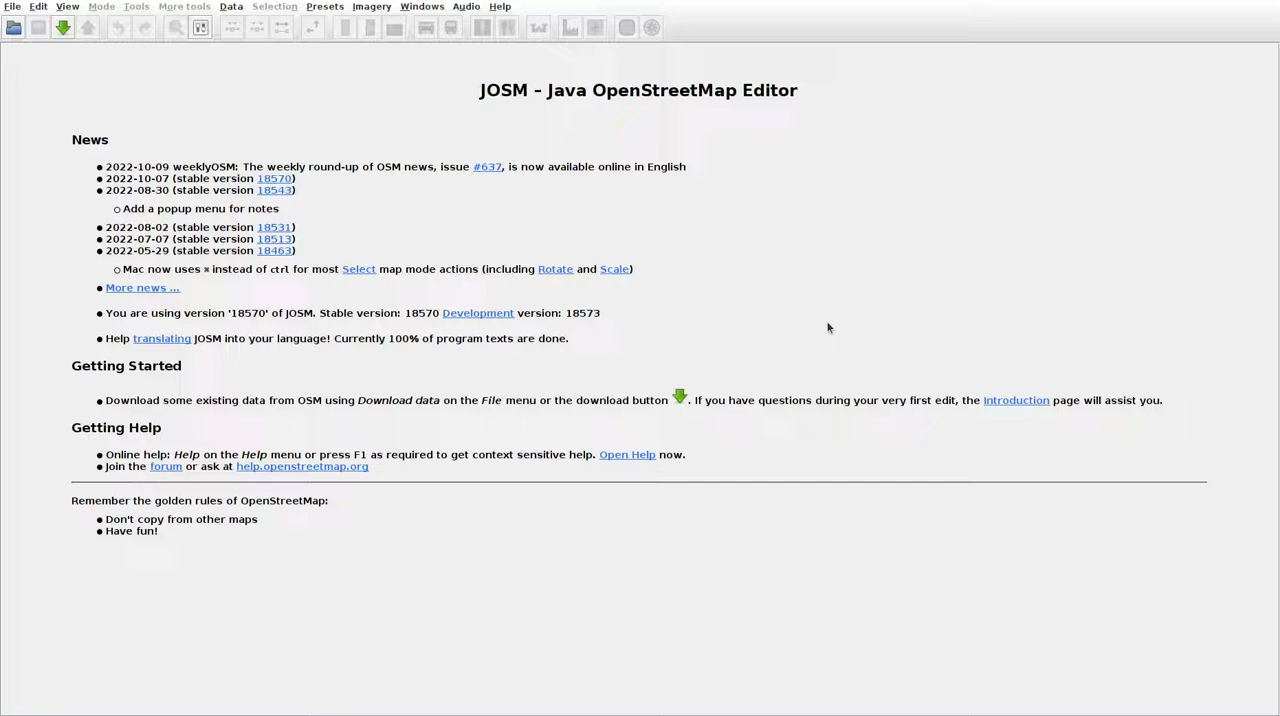 File Edit View Mode Tools More tools Data Selection Presets Imagery Windows Audio Help
JOSM – Java OpenStreetMap Editor
News
2022-10-09 weeklyOSM: The weekly round-up of OSM news, issue #637, is now available online in English
2022-10-07 (stable version 18570)
2022-08-30 (stable version 18543)
Add a popup menu for notes
2022-08-02 (stable version 18531)
2022-07-07 (stable version 18513)
2022-05-29 (stable version 18463)
Mac now uses ⌘ instead of ctrl for most Select map mode actions (including Rotate and Scale)
More news ...
You are using version '18570' of JOSM. Stable version: 18570 Development version: 18573
Help translating JOSM into your language! Currently 100% of program texts are done.
Getting Started
Download some existing data from OSM using Download data on the File menu or the download button . If you have questions during your very first edit, the Introduction page will assist you.
Getting Help
Online help: Help on the Help menu or press F1 as required to get context sensitive help. Open Help now.
Join the forum or ask at help.openstreetmap.org
Remember the golden rules of OpenStreetMap:
Don't copy from other maps
Have fun!